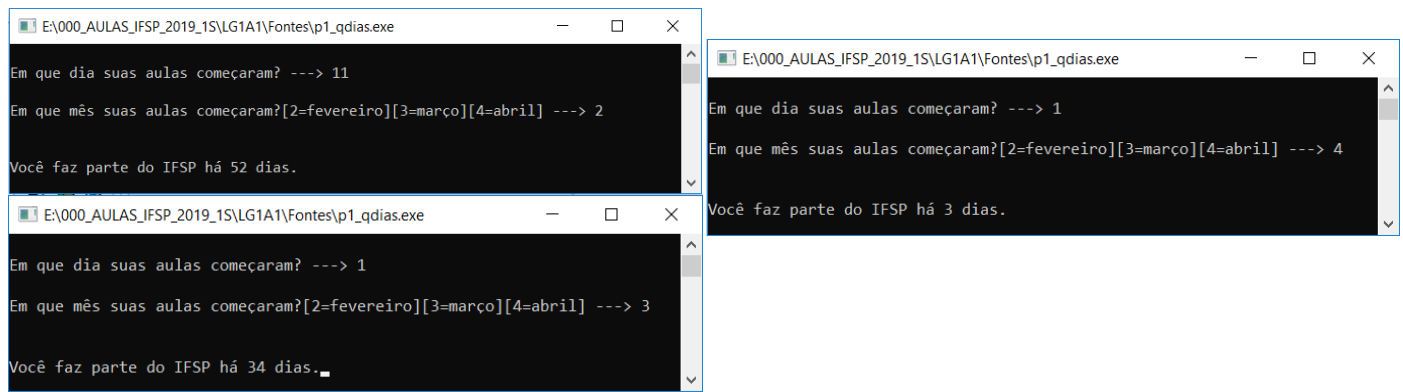 E:\000_AULAS_IFSP_2019_1S\LG1A1\Fontes\p1_qdias.exe
Em que dia suas aulas começaram? ---> 11
Em que mês suas aulas começaram?[2=fevereiro][3=março][4=abril] ---> 2
Você faz parte do IFSP há 52 dias.
E:\000_AULAS_IFSP_2019_1S\LG1A1\Fontes\p1_qdias.exe
Em que dia suas aulas começaram? ---> 1
Em que mês suas aulas começaram?[2=fevereiro][3=março][4=abril] ---> 4
Você faz parte do IFSP há 3 dias.
E:\000_AULAS_IFSP_2019_1S\LG1A1\Fontes\p1_qdias.exe
Em que dia suas aulas começaram? ---> 1
Em que mês suas aulas começaram?[2=fevereiro][3=março][4=abril] ---> 3
Você faz parte do IFSP há 34 dias.